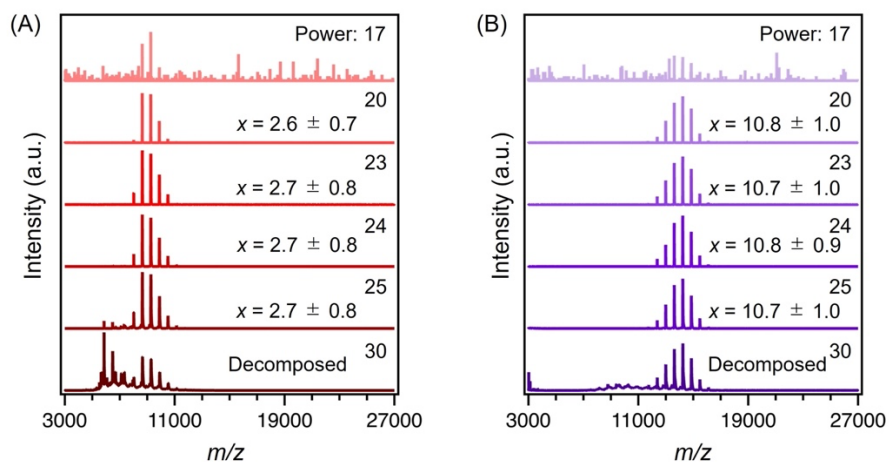 (A)
Power: 17
20
x = 2.6 ± 0.7
23
x = 2.7 ± 0.8
24
x = 2.7 ± 0.8
25
x = 2.7 ± 0.8
30
Decomposed
Intensity (a.u.)
3000 11000 19000 27000
m/z
(B)
Power: 17
20
x = 10.8 ± 1.0
23
x = 10.7 ± 1.0
24
x = 10.8 ± 0.9
25
x = 10.7 ± 1.0
30
Decomposed
Intensity (a.u.)
3000 11000 19000 27000
m/z